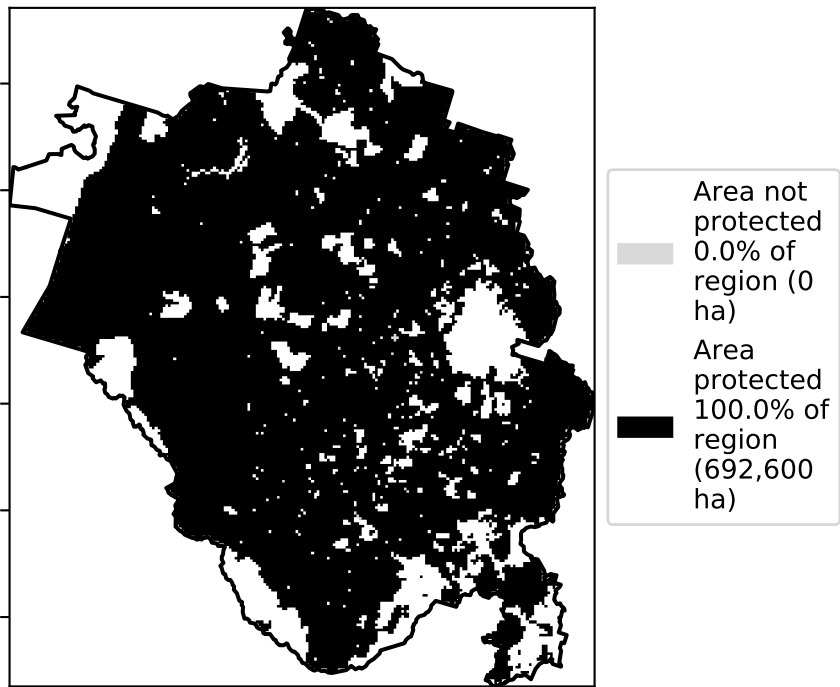 Area not
protected
0.0% of
region (0
ha)
Area
protected
100.0% of
region
(692,600
ha)